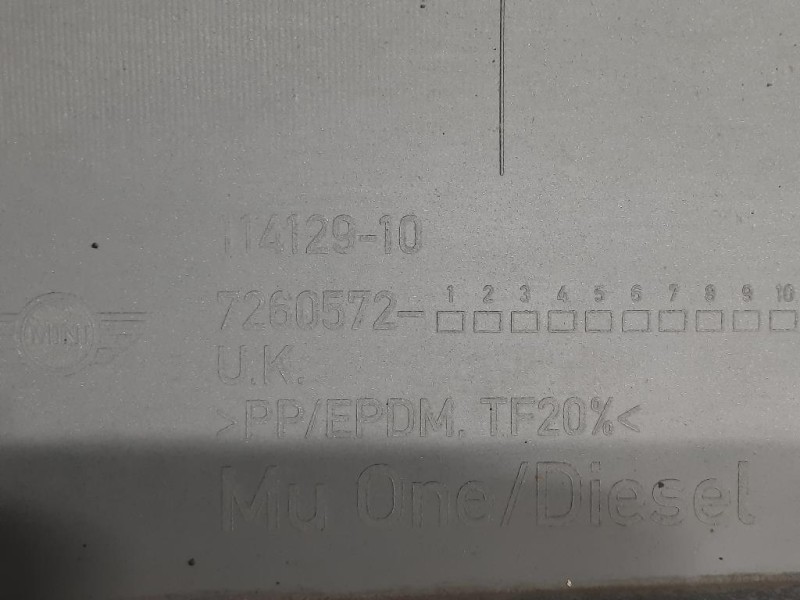 114129-10
1 2 3 4 5 6 7 8 9 10
7260572-
MINI
U.K.
>PP/EPDM. TF20%<
Mu One/Diesel